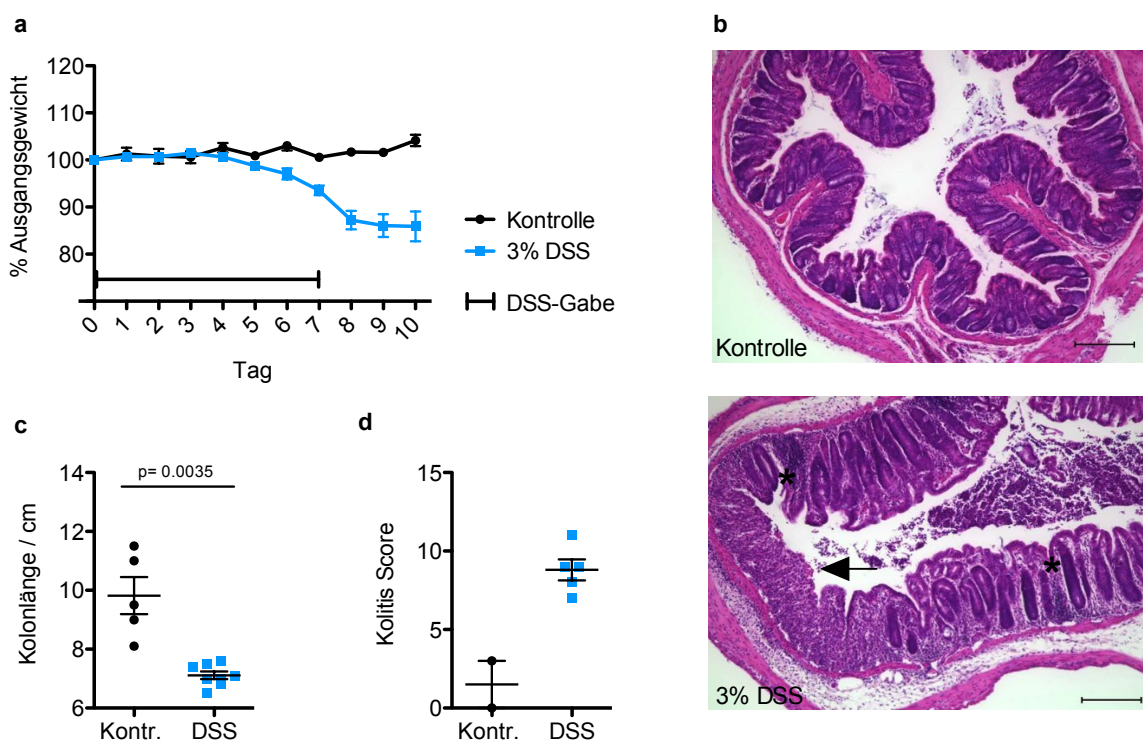 a
% Ausgangsgewicht
120
110
100
90
80
0 1 2 3 4 5 6 7 8 9 10
Tag
Kontrolle
3% DSS
DSS-Gabe
b
Kontrolle
*
*
3% DSS
c
Kolonlänge / cm
14
12
10
8
6
p= 0.0035
Kontr. DSS
d
Kolitis Score
15
10
5
0
Kontr. DSS